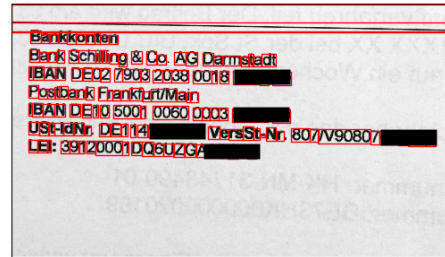 Bankkonten
Bank Schilling & Co. AG Darmstadt
IBAN DE02 7903 2038 0018
Postbank Frankfurt/Main
IBAN DE10 5001 0060 0003
USt-IdNr. DE114 VersSt-Nr. 807/V90807
LEI: 39120001DQ6UZGA